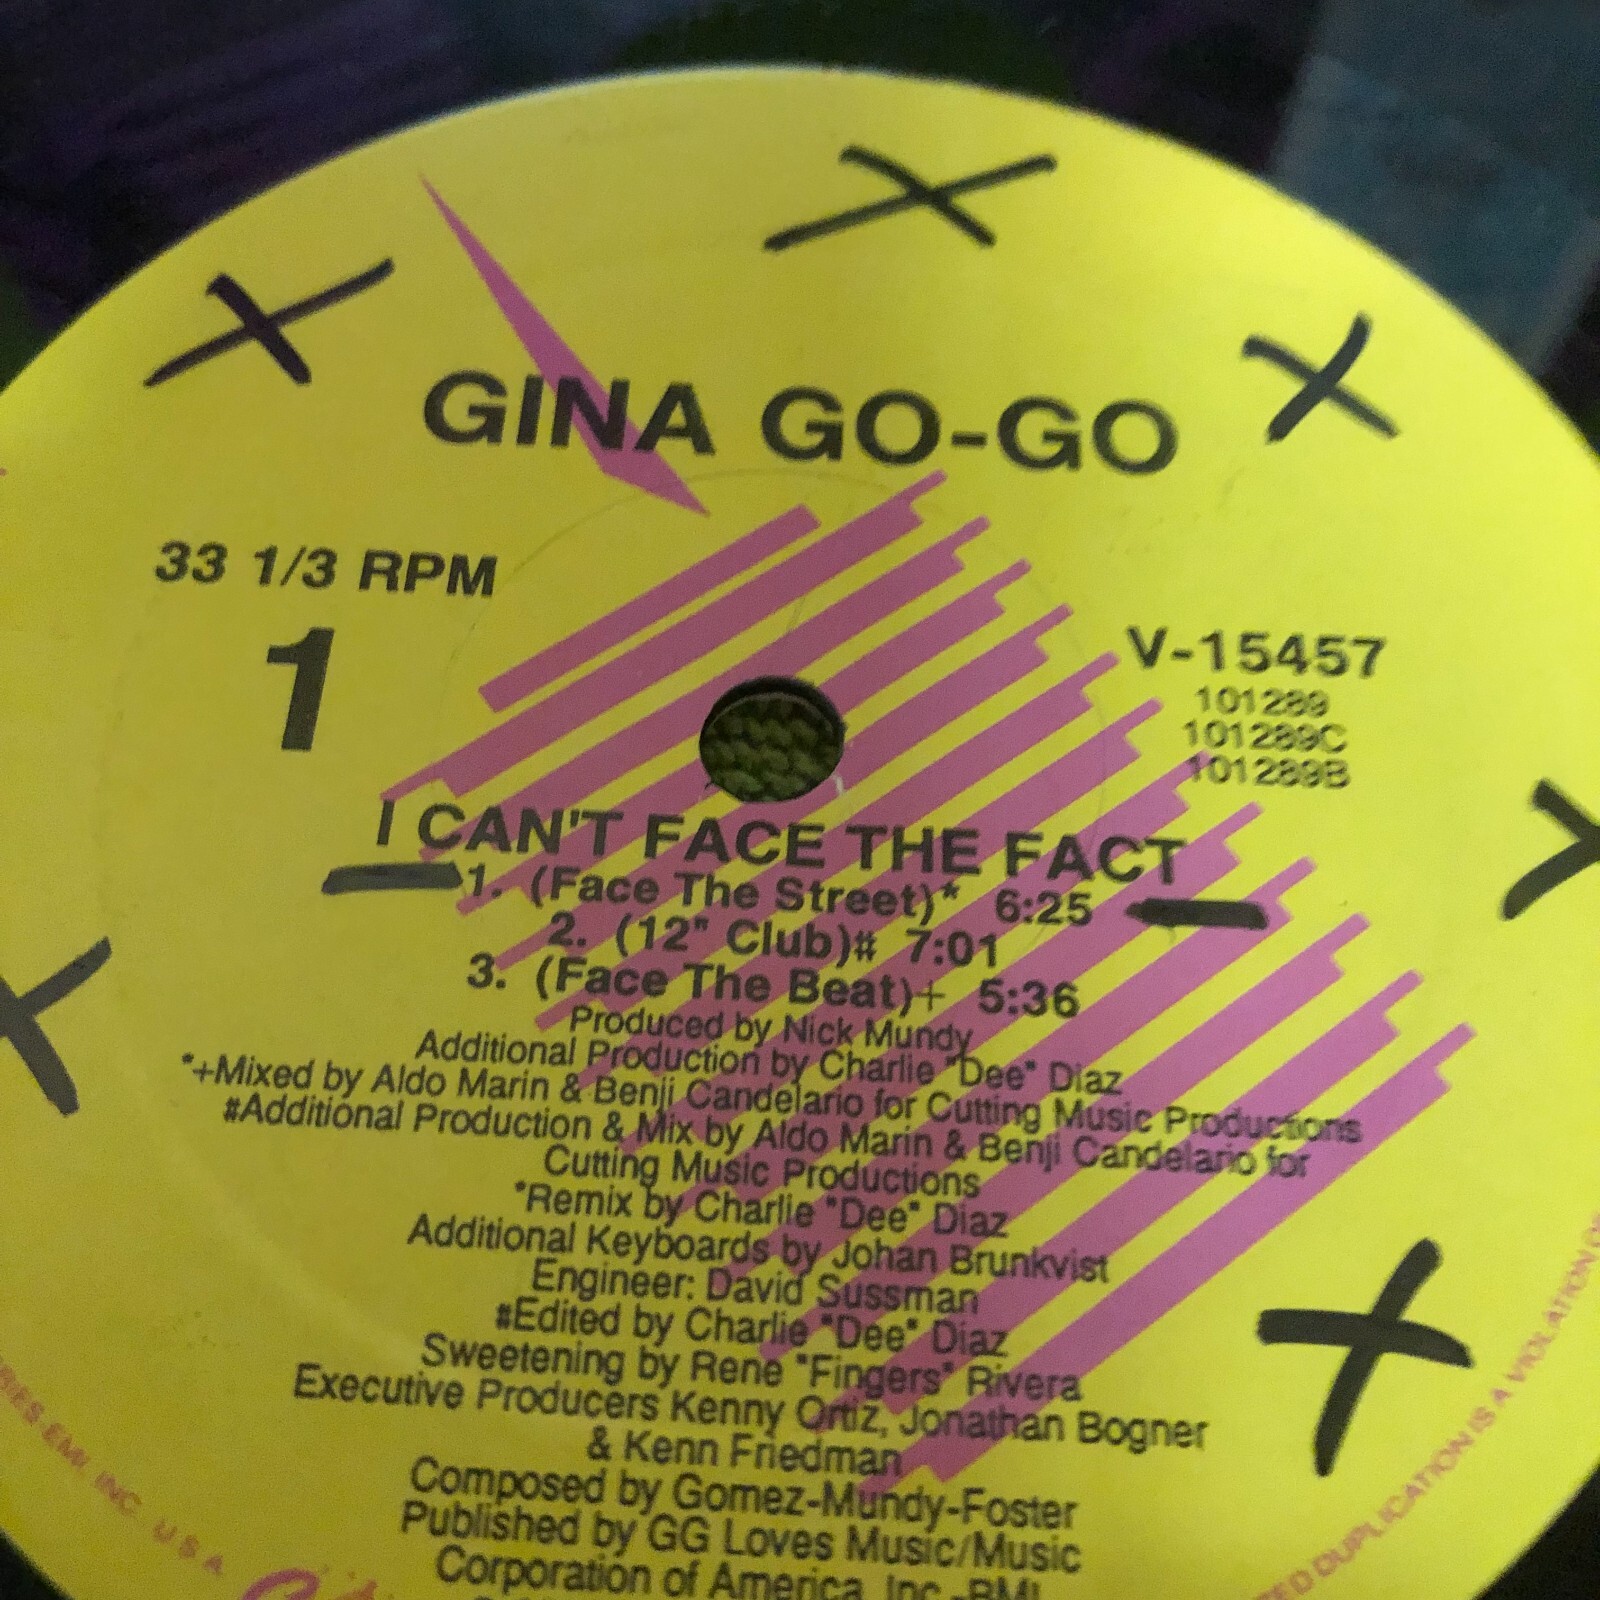 GINA GO-GO
33 1/3 RPM
1
V-15457
101289
101289C
101289B
I CAN'T FACE THE FACT
1. (Face The Street)* 6:25
2. (12" Club)# 7:01
3. (Face The Beat)+ 5:36
Produced by Nick Mundy
Additional Production by Charlie "Dee" Diaz
*+Mixed by Aldo Marin & Benji Candelario for Cutting Music Productions
#Additional Production & Mix by Aldo Marin & Benji Candelario for
Cutting Music Productions
*Remix by Charlie "Dee" Diaz
Additional Keyboards by Johan Brunkvist
Engineer: David Sussman
#Edited by Charlie "Dee" Diaz
Sweetening by Rene "Fingers" Rivera
Executive Producers Kenny Ortiz, Jonathan Bogner
& Kenn Friedman
Composed by Gomez-Mundy-Foster
Published by GG Loves Music/Music
Corporation of America, Inc.-BMI
EMI, INC. U.S.A.
DUPLICATION IS A VIOLATION